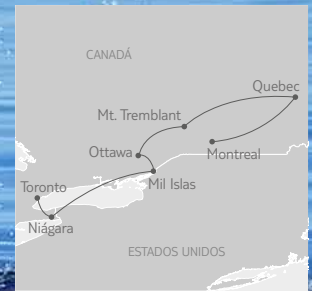 CANADÁ
Quebec
Mt. Tremblant
Ottawa
Montreal
Mil Islas
Toronto
Niágara
ESTADOS UNIDOS